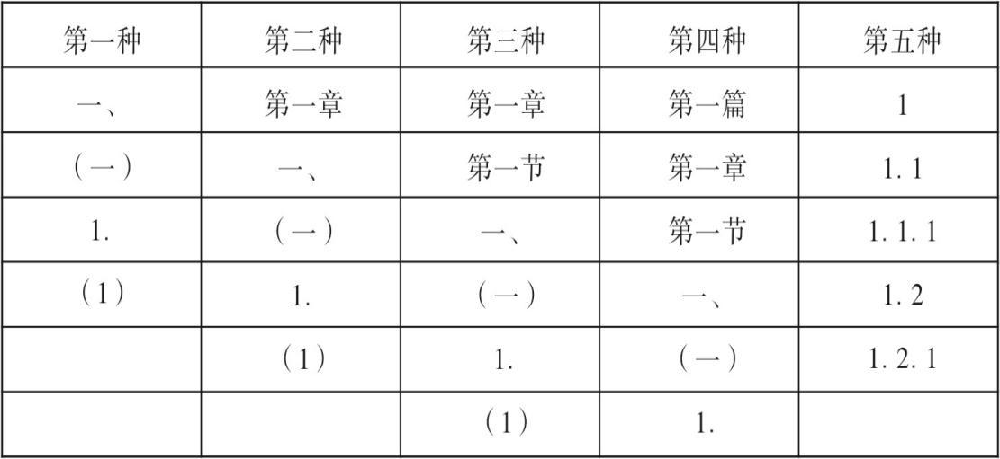 第一种 第二种 第三种 第四种 第五种
一、 第一章 第一章 第一篇 1
(一) 一、 第一节 第一章 1.1
1. (一) 一、 第一节 1.1.1
(1) 1. (一) 一、 1.2
(1) 1. (一) 1.2.1
(1) 1.